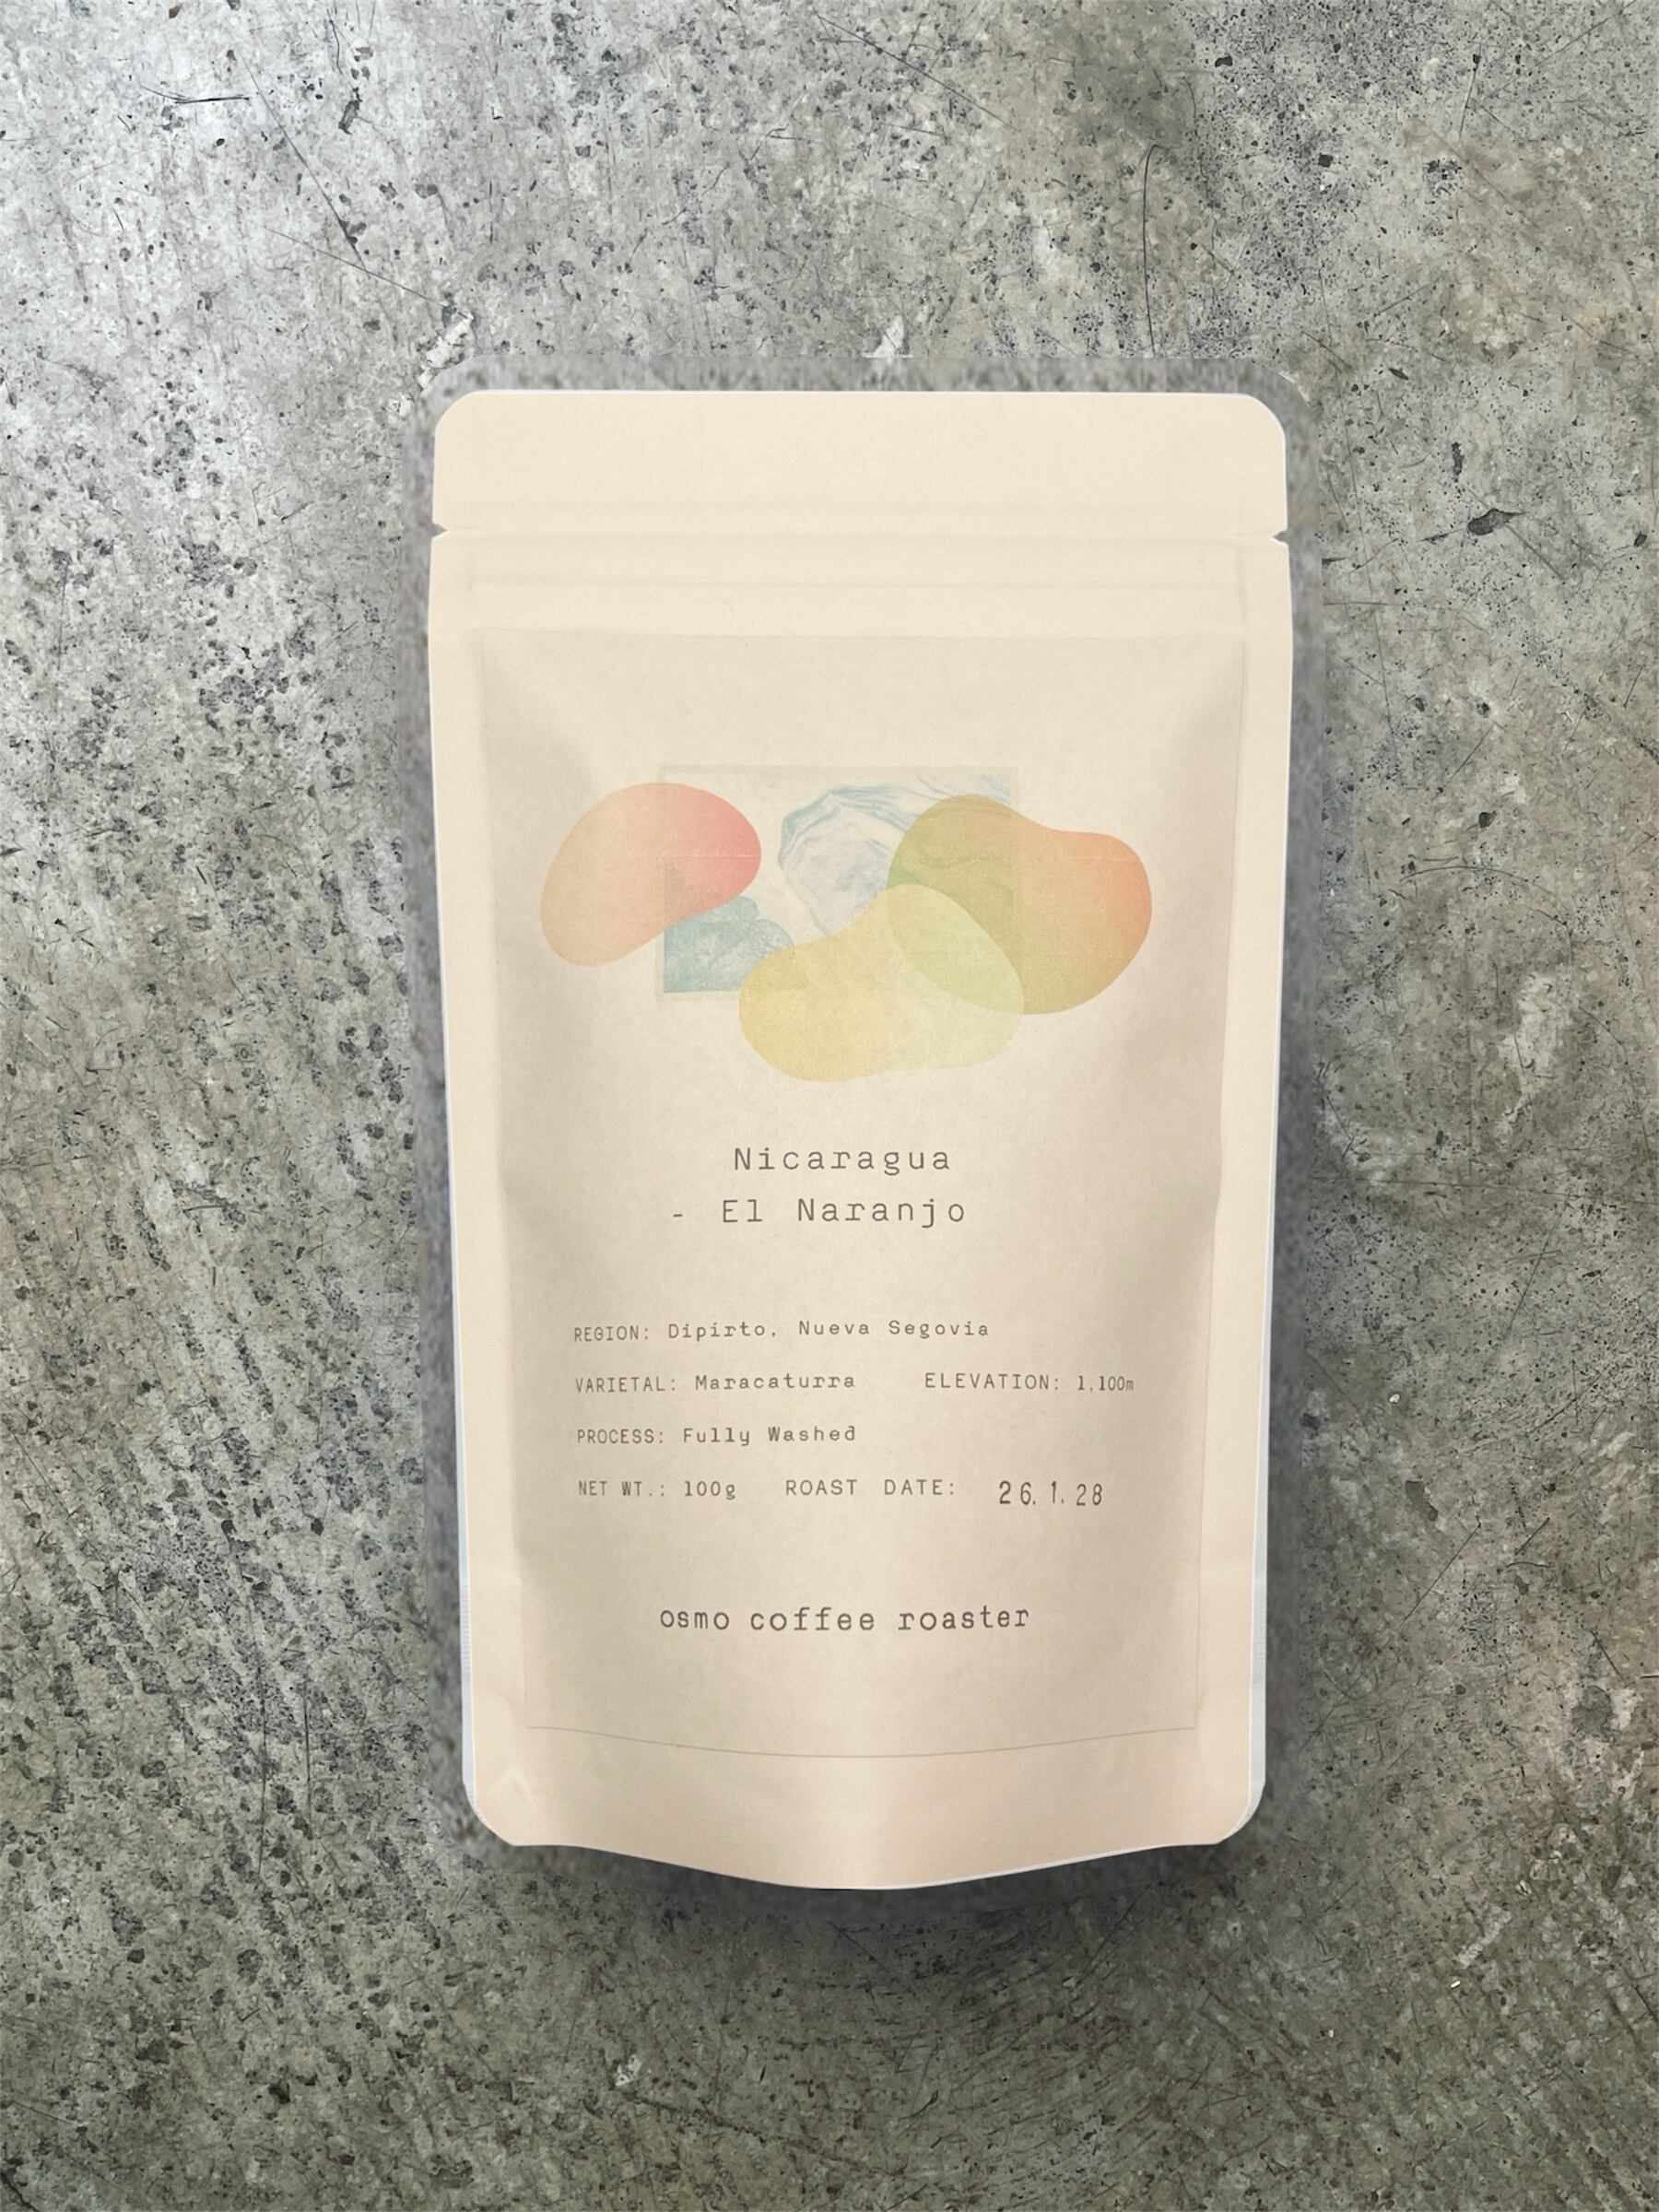 Nicaragua
- El Naranjo
REGION: Dipirto, Nueva Segovia
VARIETAL: Maracaturra ELEVATION: 1,100m
PROCESS: Fully Washed
NET WT.: 100g ROAST DATE: 26.1.28
osmo coffee roaster